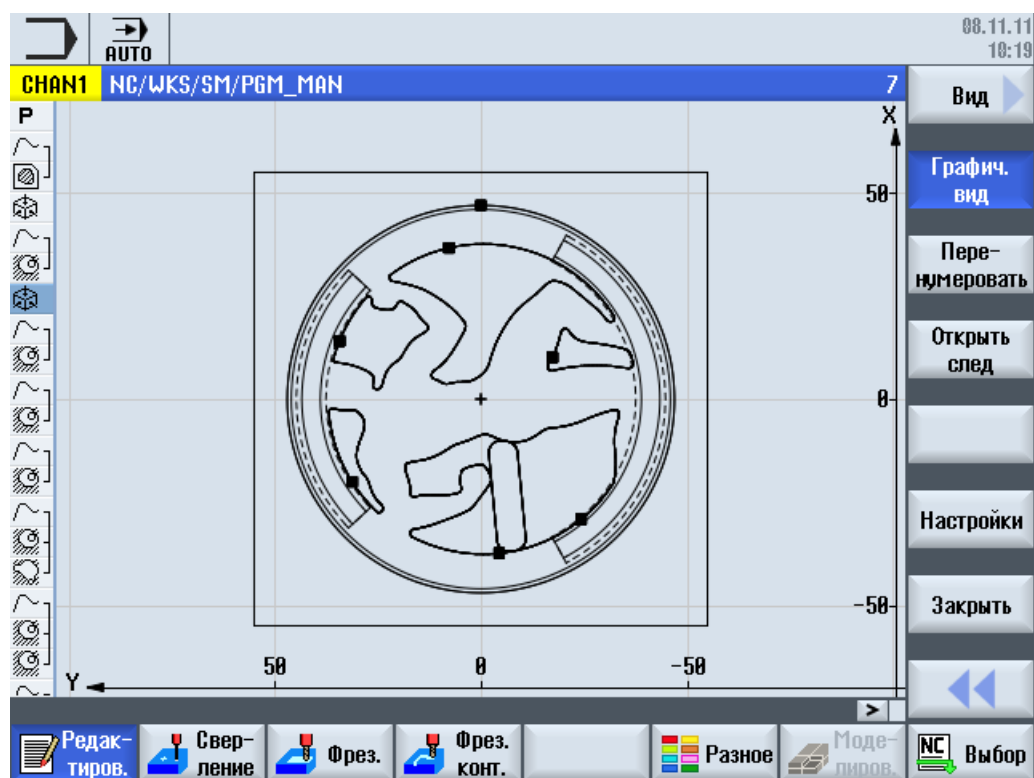 08.11.11
10:19
AUTO
CHAN1 NC/WKS/SM/PGM_MAN 7
P
X
50
0
-50
50 0 -50
Y
>
Вид
Графич.
вид
Пере-
нумеровать
Открыть
след
Настройки
Закрыть
Редак-
тиров.
Свер-
ление
Фрез.
Фрез.
конт.
Разное
Моде-
лиров.
NC Выбор